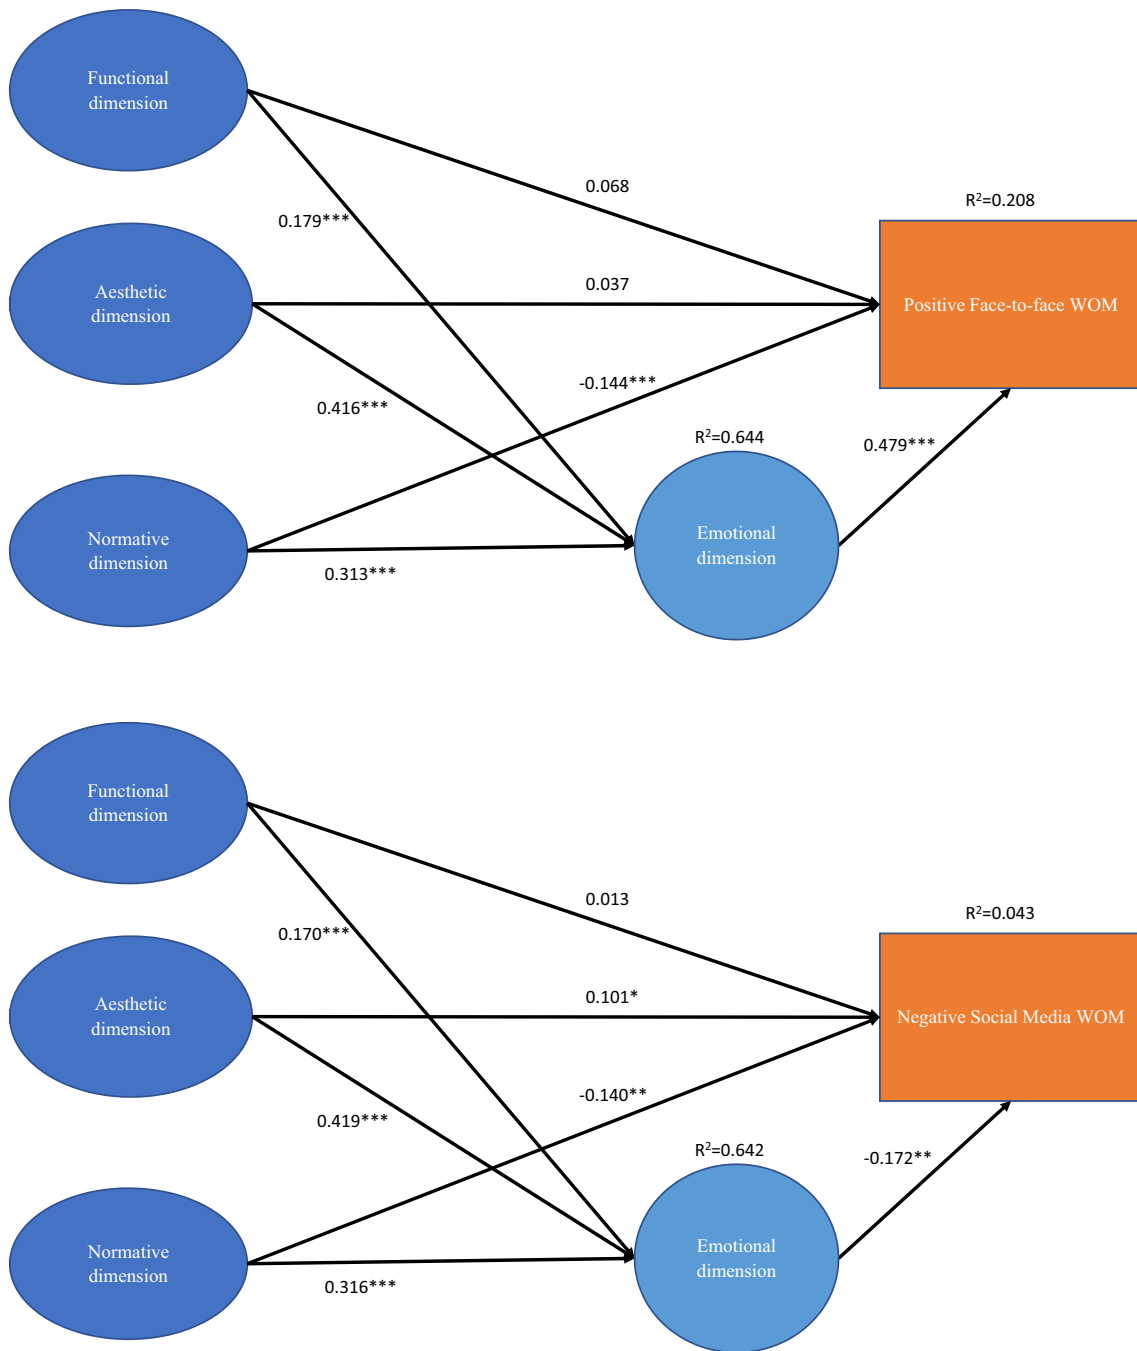 Functional
dimension
0.068
R²=0.208
0.179***
Aesthetic
dimension
0.037
Positive Face-to-face WOM
-0.144***
0.416***
R²=0.644
0.479***
Normative
dimension
Emotional
dimension
0.313***
Functional
dimension
0.013
R²=0.043
0.170***
Aesthetic
dimension
0.101*
Negative Social Media WOM
-0.140**
0.419***
R²=0.642
-0.172**
Normative
dimension
Emotional
dimension
0.316***